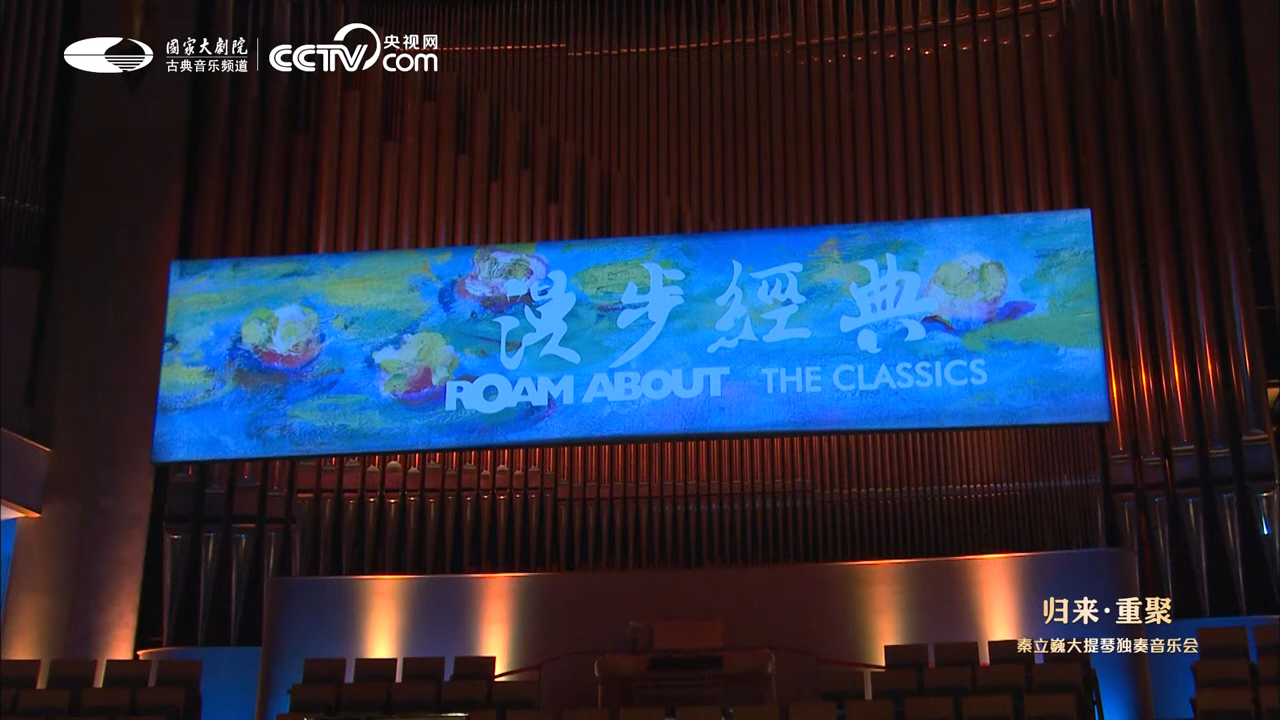 国家大剧院
古典音乐频道
CCTV.com 央视网
漫步經典
ROAM ABOUT THE CLASSICS
归来·重聚
秦立巍大提琴独奏音乐会